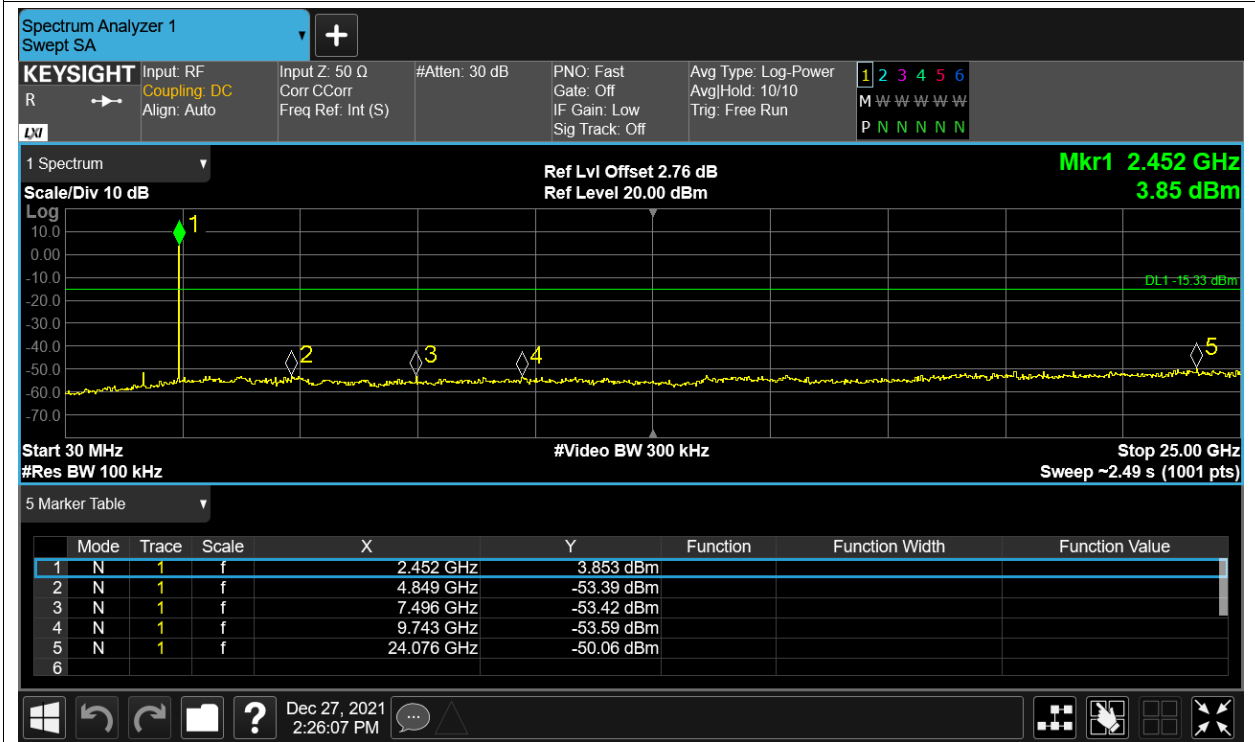 Spectrum Analyzer 1
Swept SA
+
KEYSIGHT Input: RF Input Z: 50 Ω #Atten: 30 dB PNO: Fast Avg Type: Log-Power 1 2 3 4 5 6
R Coupling: DC Corr CCorr Gate: Off Avg|Hold: 10/10 M W W W W W
Align: Auto Freq Ref: Int (S) IF Gain: Low Trig: Free Run
LXI Sig Track: Off P N N N N N
1 Spectrum Ref Lvl Offset 2.76 dB Mkr1 2.452 GHz
Scale/Div 10 dB Ref Level 20.00 dBm 3.85 dBm
Log
1
10.0
0.00
-10.0 DL1 -15.33 dBm
-20.0
-30.0
-40.0 2 3 4 5
-50.0
-60.0
-70.0
Start 30 MHz #Video BW 300 kHz Stop 25.00 GHz
#Res BW 100 kHz Sweep ~2.49 s (1001 pts)
5 Marker Table
Mode Trace Scale X Y Function Function Width Function Value
1 N 1 f 2.452 GHz 3.853 dBm
2 N 1 f 4.849 GHz -53.39 dBm
3 N 1 f 7.496 GHz -53.42 dBm
4 N 1 f 9.743 GHz -53.59 dBm
5 N 1 f 24.076 GHz -50.06 dBm
6
? Dec 27, 2021
2:26:07 PM